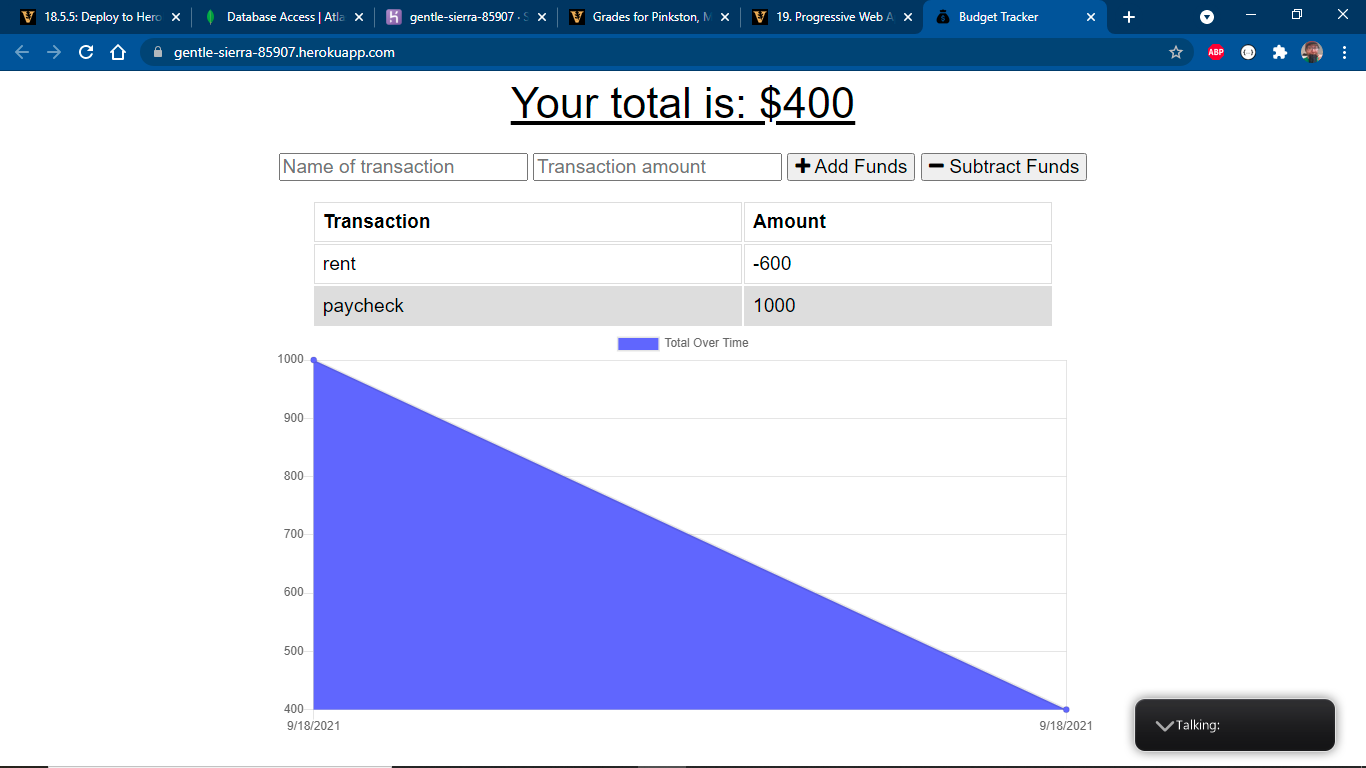 18.5.5: Deploy to Hero
Database Access | Atla
gentle-sierra-85907 · S
Grades for Pinkston, M
19. Progressive Web A
Budget Tracker
gentle-sierra-85907.herokuapp.com
ABP
Your total is: $400
Name of transaction Transaction amount Add Funds Subtract Funds
Transaction Amount
rent -600
paycheck 1000
Total Over Time
1000
900
800
700
600
500
400
9/18/2021 9/18/2021
Talking: